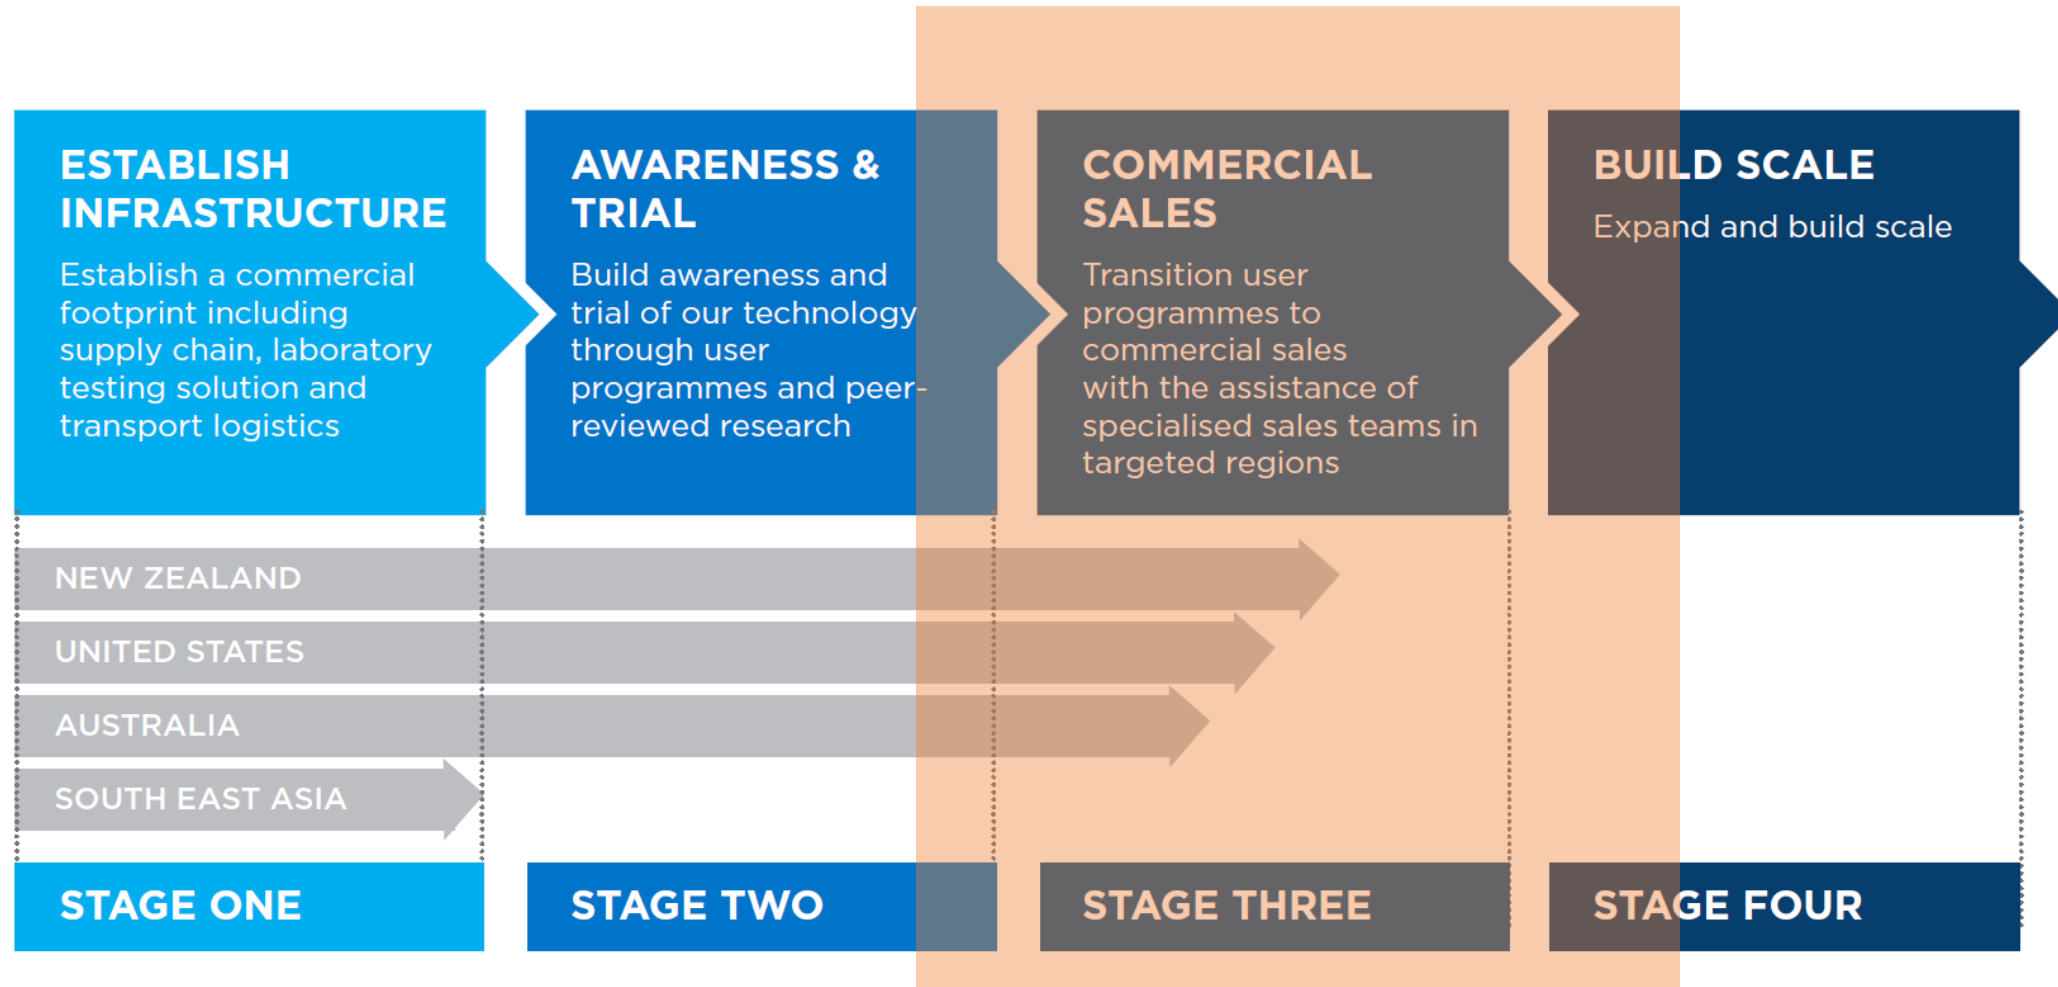 ESTABLISH
INFRASTRUCTURE
Establish a commercial
footprint including
supply chain, laboratory
testing solution and
transport logistics
AWARENESS &
TRIAL
Build awareness and
trial of our technology
through user
programmes and peer-
reviewed research
COMMERCIAL
SALES
Transition user
programmes to
commercial sales
with the assistance of
specialised sales teams in
targeted regions
BUILD SCALE
Expand and build scale
NEW ZEALAND
UNITED STATES
AUSTRALIA
SOUTH EAST ASIA
STAGE ONE
STAGE TWO
STAGE THREE
STAGE FOUR